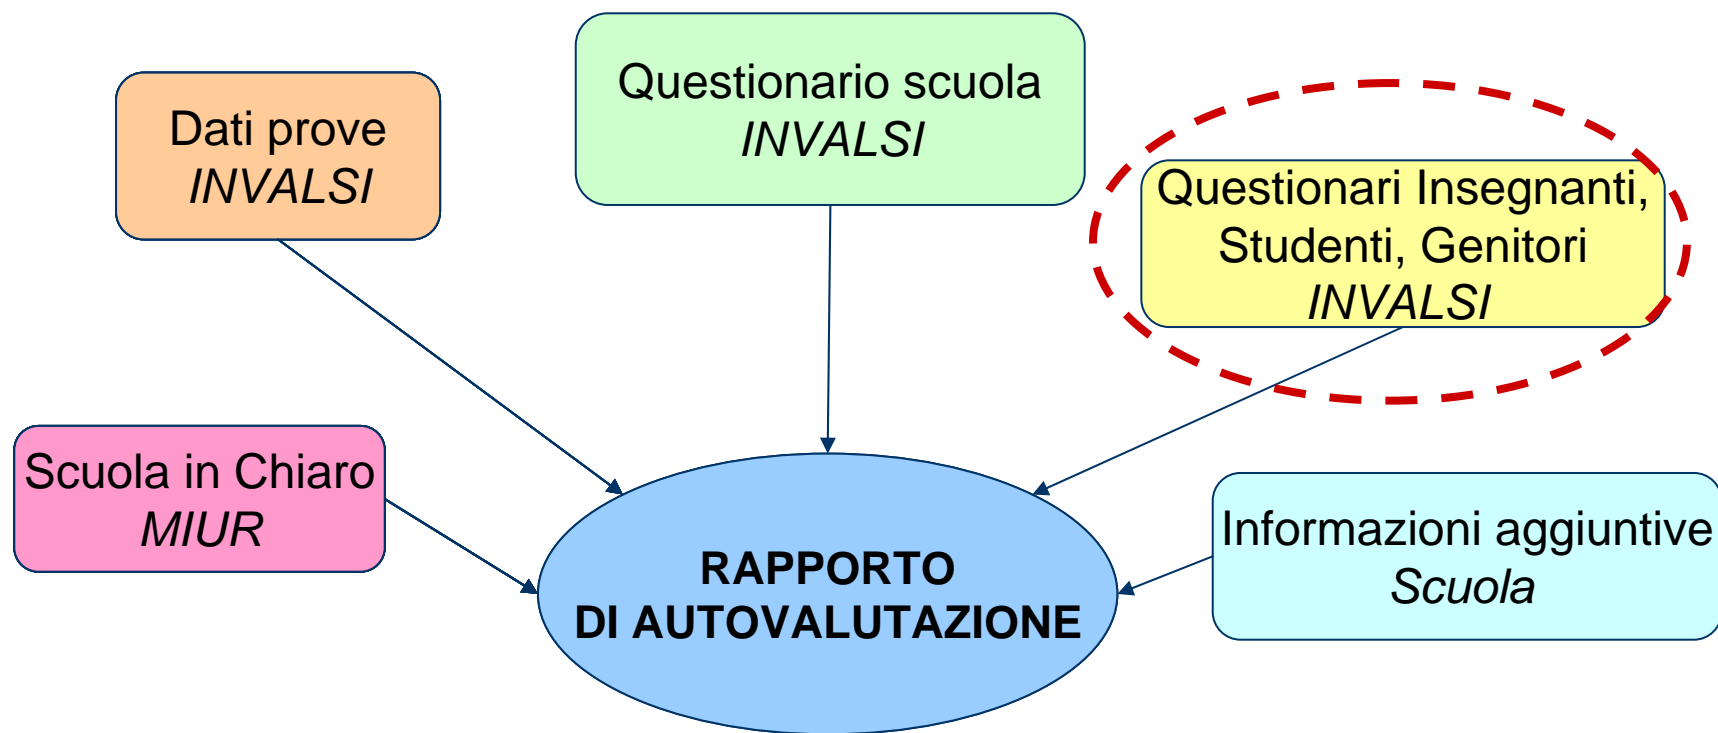 Dati prove
INVALSI
Questionario scuola
INVALSI
Questionari Insegnanti,
Studenti, Genitori
INVALSI
Scuola in Chiaro
MIUR
RAPPORTO
DI AUTOVALUTAZIONE
Informazioni aggiuntive
Scuola